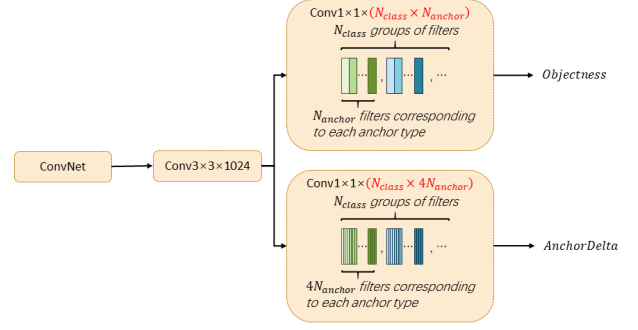 Conv1×1×(N_class × N_anchor)
N_class groups of filters
... , ... , ...
N_anchor filters corresponding
to each anchor type
Objectness
ConvNet
Conv3×3×1024
Conv1×1×(N_class × 4N_anchor)
N_class groups of filters
... , ... , ...
4N_anchor filters corresponding
to each anchor type
AnchorDelta